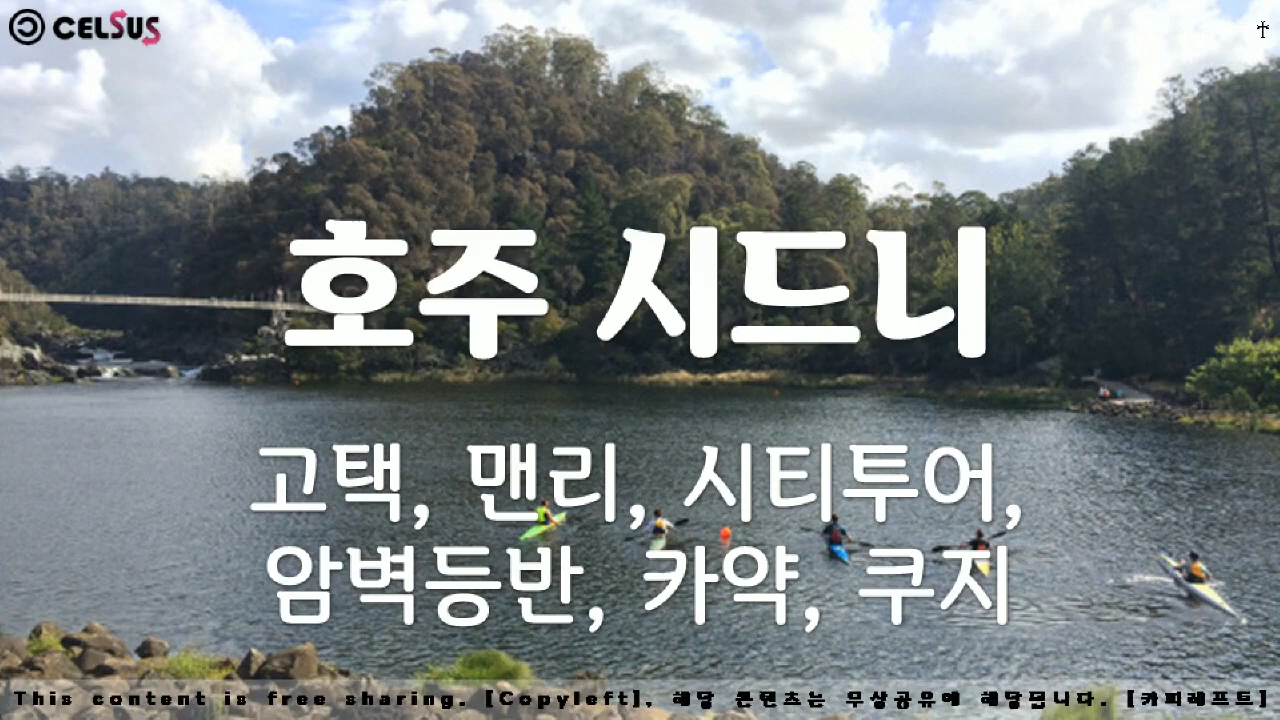 CELSUS
호주 시드니
고택, 맨리, 시티투어,
암벽등반, 카약, 쿠지
This content is free sharing. [Copyleft], 해당 콘텐츠는 무상공유에 해당됩니다. [카피레프트]